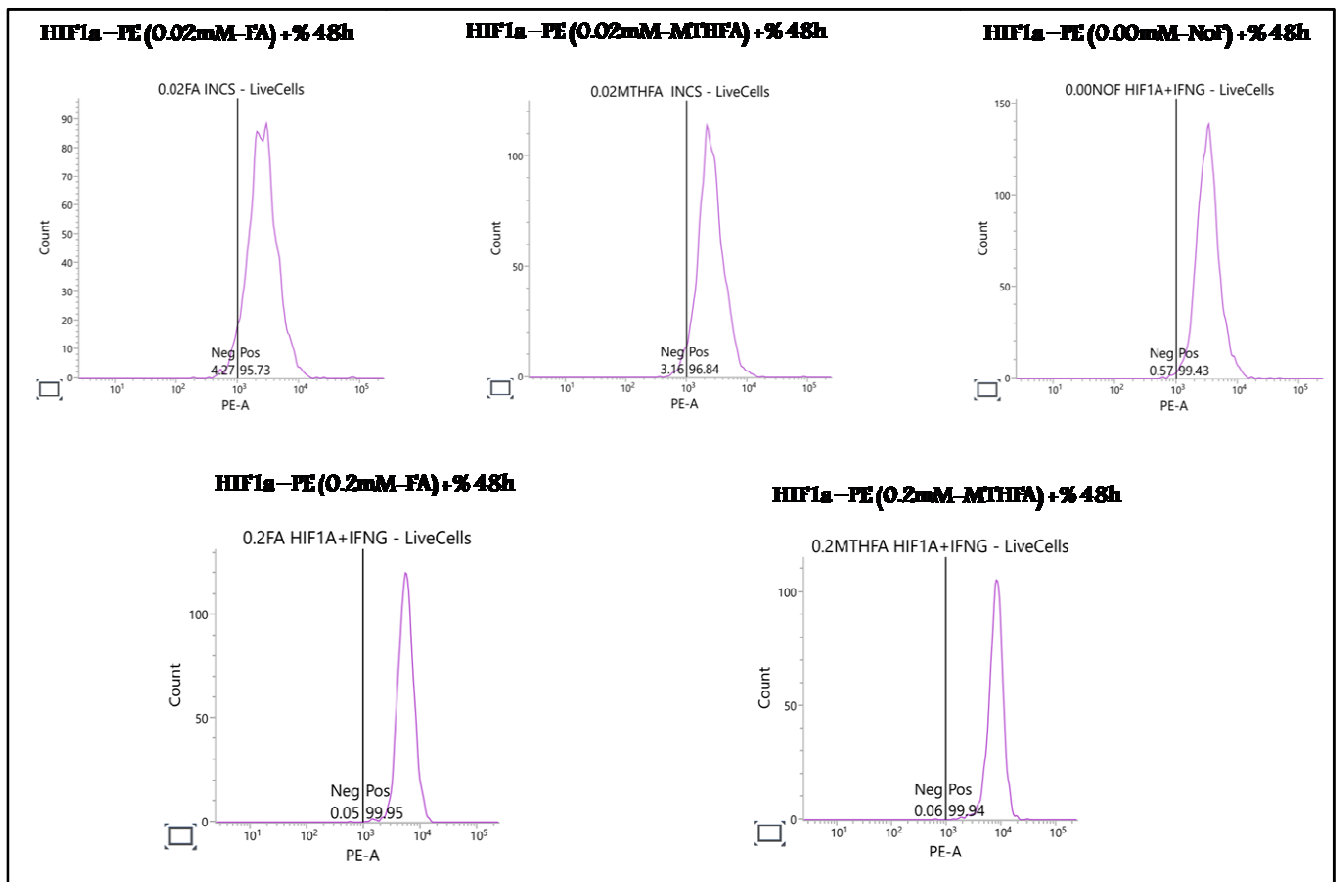 HIF1a–PE (0.02mM–FA) +% 48h
HIF1a–PE (0.02mM–MTHFA) +% 48h
HIF1a–PE (0.00mM–NoF) +% 48h
0.02FA INCS - LiveCells
0.02MTHFA INCS - LiveCells
0.00NOF HIF1A+IFNG - LiveCells
90
80
70
60
50
40
30
20
10
0
Count
Neg Pos
4.27 95.73
10¹ 10² 10³ 10⁴ 10⁵
PE-A
100
50
0
Count
Neg Pos
3.16 96.84
10¹ 10² 10³ 10⁴ 10⁵
PE-A
150
100
50
0
Count
Neg Pos
0.57 99.43
10¹ 10² 10³ 10⁴ 10⁵
PE-A
HIF1a–PE (0.2mM–FA) +% 48h
HIF1a–PE (0.2mM–MTHFA) +% 48h
0.2FA HIF1A+IFNG - LiveCells
0.2MTHFA HIF1A+IFNG - LiveCells
100
50
0
Count
Neg Pos
0.05 99.95
10¹ 10² 10³ 10⁴ 10⁵
PE-A
100
50
0
Count
Neg Pos
0.06 99.94
10¹ 10² 10³ 10⁴ 10⁵
PE-A